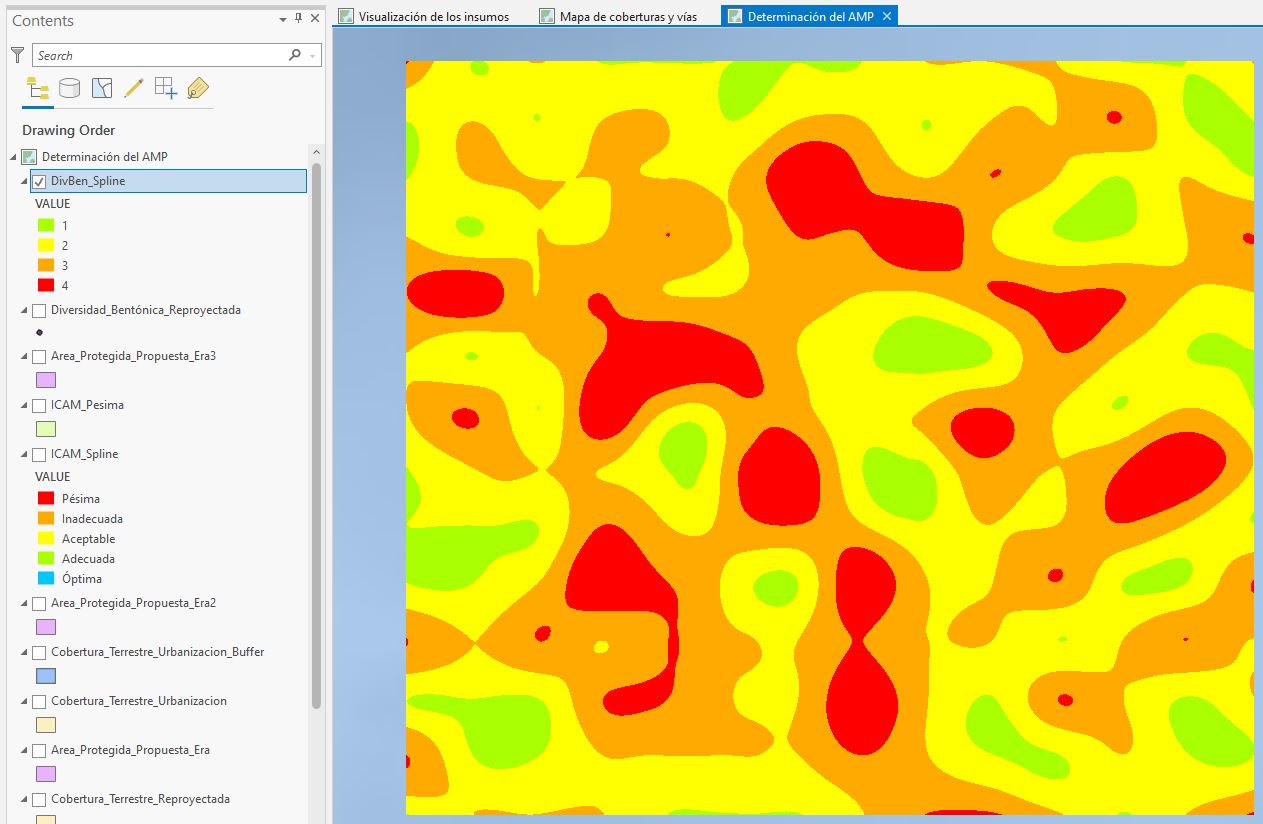 Contents
Visualización de los insumos
Mapa de coberturas y vías
Determinación del AMP
Search
Drawing Order
Determinación del AMP
DivBen_Spline
VALUE
1
2
3
4
Diversidad_Bentónica_Reproyectada
Area_Protegida_Propuesta_Era3
ICAM_Pesima
ICAM_Spline
VALUE
Pésima
Inadecuada
Aceptable
Adecuada
Óptima
Area_Protegida_Propuesta_Era2
Cobertura_Terrestre_Urbanizacion_Buffer
Cobertura_Terrestre_Urbanizacion
Area_Protegida_Propuesta_Era
Cobertura_Terrestre_Reproyectada